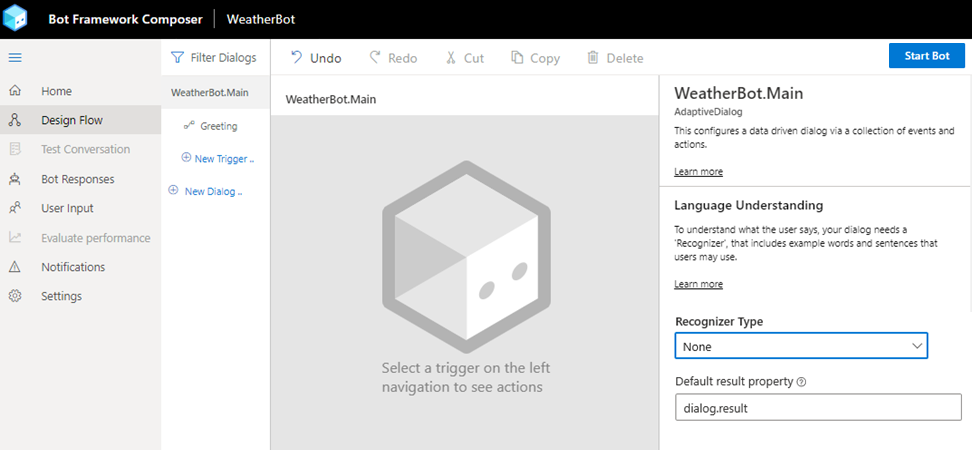 Bot Framework Composer | WeatherBot
Filter Dialogs
Undo
Redo
Cut
Copy
Delete
Start Bot
Home
Design Flow
Test Conversation
Bot Responses
User Input
Evaluate performance
Notifications
Settings
WeatherBot.Main
Greeting
New Trigger ..
New Dialog ..
WeatherBot.Main
Select a trigger on the left
navigation to see actions
WeatherBot.Main
AdaptiveDialog
This configures a data driven dialog via a collection of events and
actions.
Learn more
Language Understanding
To understand what the user says, your dialog needs a
'Recognizer', that includes example words and sentences that
users may use.
Learn more
Recognizer Type
None
Default result property
dialog.result